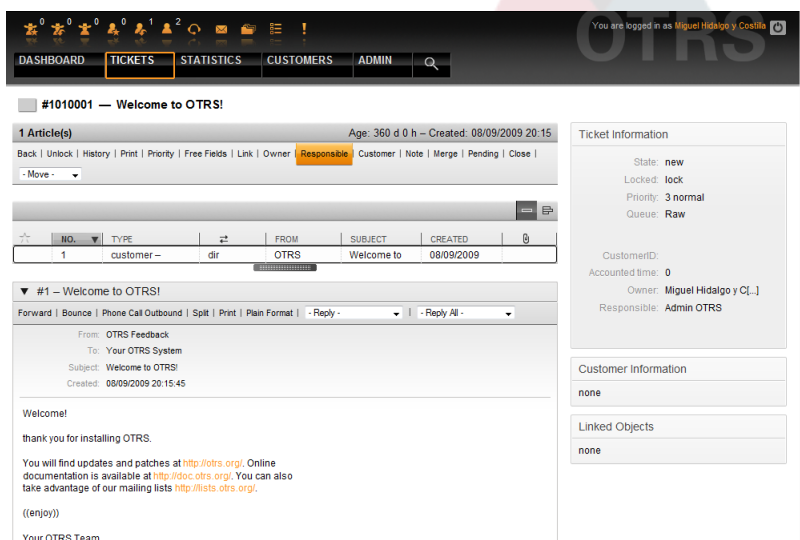 0 0 0 0 1 2
You are logged in as Miguel Hidalgo y Costilla
OTRS
DASHBOARD TICKETS STATISTICS CUSTOMERS ADMIN
#1010001 — Welcome to OTRS!
1 Article(s) Age: 360 d 0 h – Created: 08/09/2009 20:15
Back | Unlock | History | Print | Priority | Free Fields | Link | Owner | Responsible | Customer | Note | Merge | Pending | Close |
- Move -
NO. TYPE FROM SUBJECT CREATED
1 customer – dir OTRS Welcome to 08/09/2009
#1 – Welcome to OTRS!
Forward | Bounce | Phone Call Outbound | Split | Print | Plain Format | - Reply - | - Reply All -
From: OTRS Feedback
To: Your OTRS System
Subject: Welcome to OTRS!
Created: 08/09/2009 20:15:45
Welcome!
thank you for installing OTRS.
You will find updates and patches at http://otrs.org/. Online
documentation is available at http://doc.otrs.org/. You can also
take advantage of our mailing lists http://lists.otrs.org/.
((enjoy))
Your OTRS Team
Ticket Information
State: new
Locked: lock
Priority: 3 normal
Queue: Raw
CustomerID:
Accounted time: 0
Owner: Miguel Hidalgo y C[...]
Responsible: Admin OTRS
Customer Information
none
Linked Objects
none